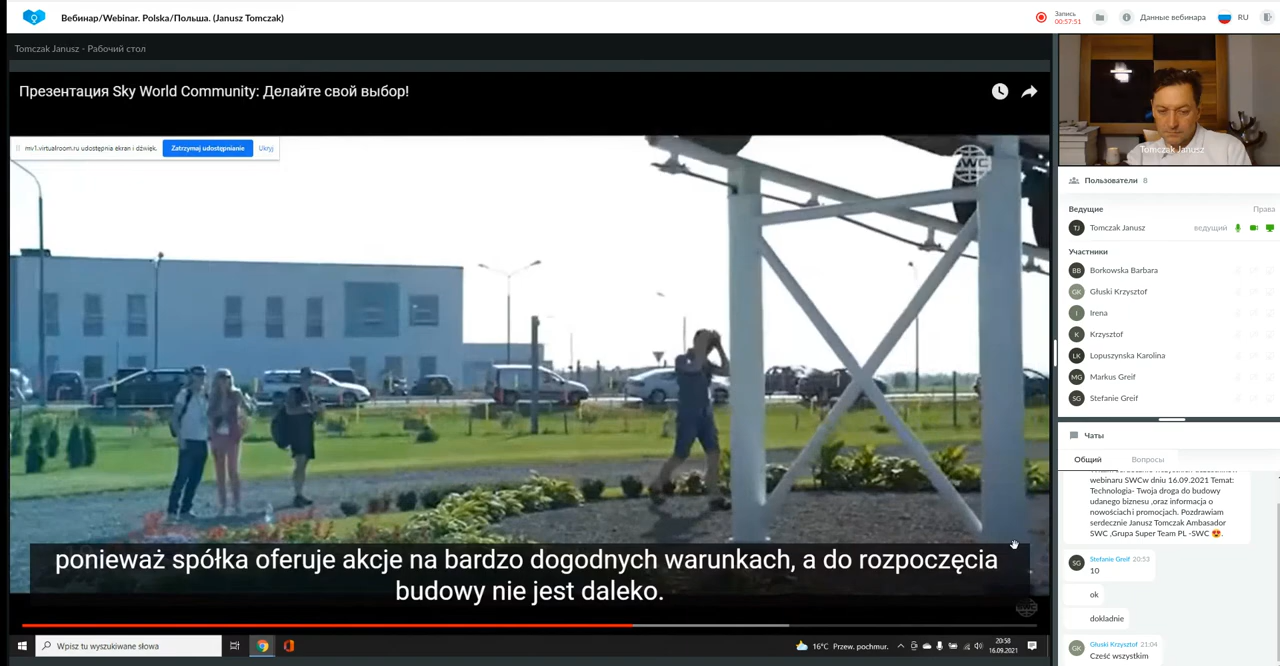 Вебинар/Webinar. Polska/Польша. (Janusz Tomczak)
Запись
00:57:51
Данные вебинара
RU
Tomczak Janusz - Рабочий стол
Презентация Sky World Community: Делайте свой выбор!
mv1.virtualroom.ru udostępnia ekran i dźwięk.
Zatrzymaj udostępnianie
Ukryj
SWC
ponieważ spółka oferuje akcje na bardzo dogodnych warunkach, a do rozpoczęcia
budowy nie jest daleko.
Wpisz tu wyszukiwane słowa
16°C Przew. pochmur.
20:58
16.09.2021
Tomczak Janusz
Пользователи 8
Ведущие
Права
TJ Tomczak Janusz ведущий
Участники
BB Borkowska Barbara
GK Głuski Krzysztof
I Irena
K Krzysztof
LK Lopuszynska Karolina
MG Markus Greif
SG Stefanie Greif
Чаты
Общий
Вопросы
webinaru SWCw dniu 16.09.2021 Temat:
Technologia- Twoja droga do budowy
udanego biznesu ,oraz informacja o
nowościach i promocjach. Pozdrawiam
serdecznie Janusz Tomczak Ambasador
SWC ,Grupa Super Team PL -SWC 😍.
SG Stefanie Greif 20:53
10
ok
dokladnie
GK Głuski Krzysztof 21:04
Cześć wszystkim